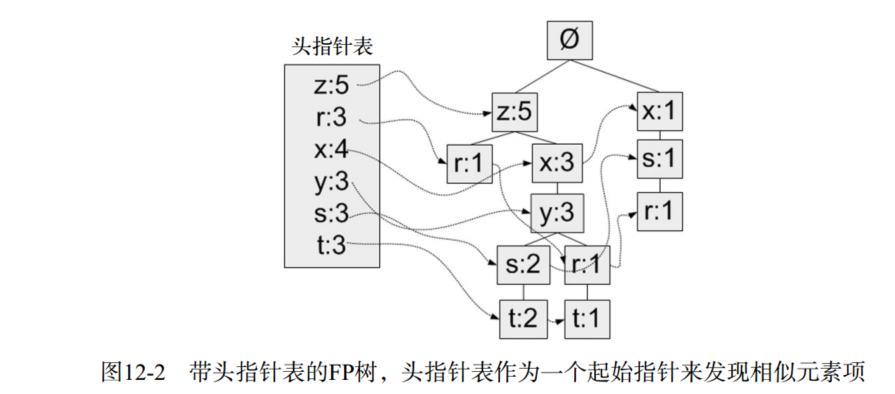 头指针表
z:5
r:3
x:4
y:3
s:3
t:3
Ø
z:5
x:1
r:1
x:3
s:1
y:3
r:1
s:2
r:1
t:2
t:1
图12-2 带头指针表的FP树，头指针表作为一个起始指针来发现相似元素项